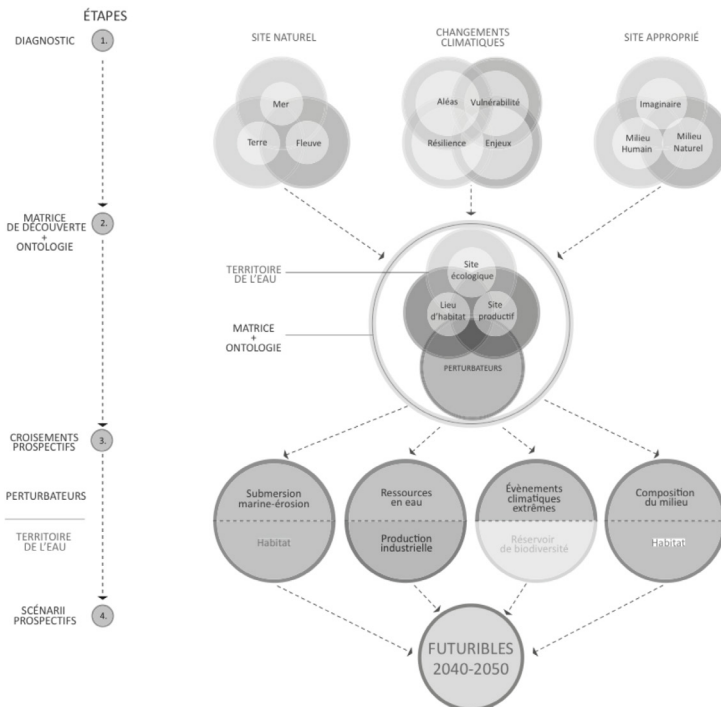 ÉTAPES
DIAGNOSTIC
1.
SITE NATUREL
CHANGEMENTS
CLIMATIQUES
SITE APPROPRIÉ
Mer
Terre
Fleuve
Aléas
Vulnérabilité
Résilience
Enjeux
Imaginaire
Milieu
Humain
Milieu
Naturel
MATRICE
DE DÉCOUVERTE
+
ONTOLOGIE
2.
TERRITOIRE
DE L'EAU
MATRICE
+
ONTOLOGIE
Site
écologique
Lieu
d'habitat
Site
productif
PERTURBATEURS
CROISEMENTS
PROSPECTIFS
3.
PERTURBATEURS
TERRITOIRE
DE L'EAU
Submersion
marine-érosion
Habitat
Ressources
en eau
Production
industrielle
Évènements
climatiques
extrêmes
Réservoir
de biodiversité
Composition
du milieu
Habitat
SCÉNARII
PROSPECTIFS
4.
FUTURIBLES
2040-2050